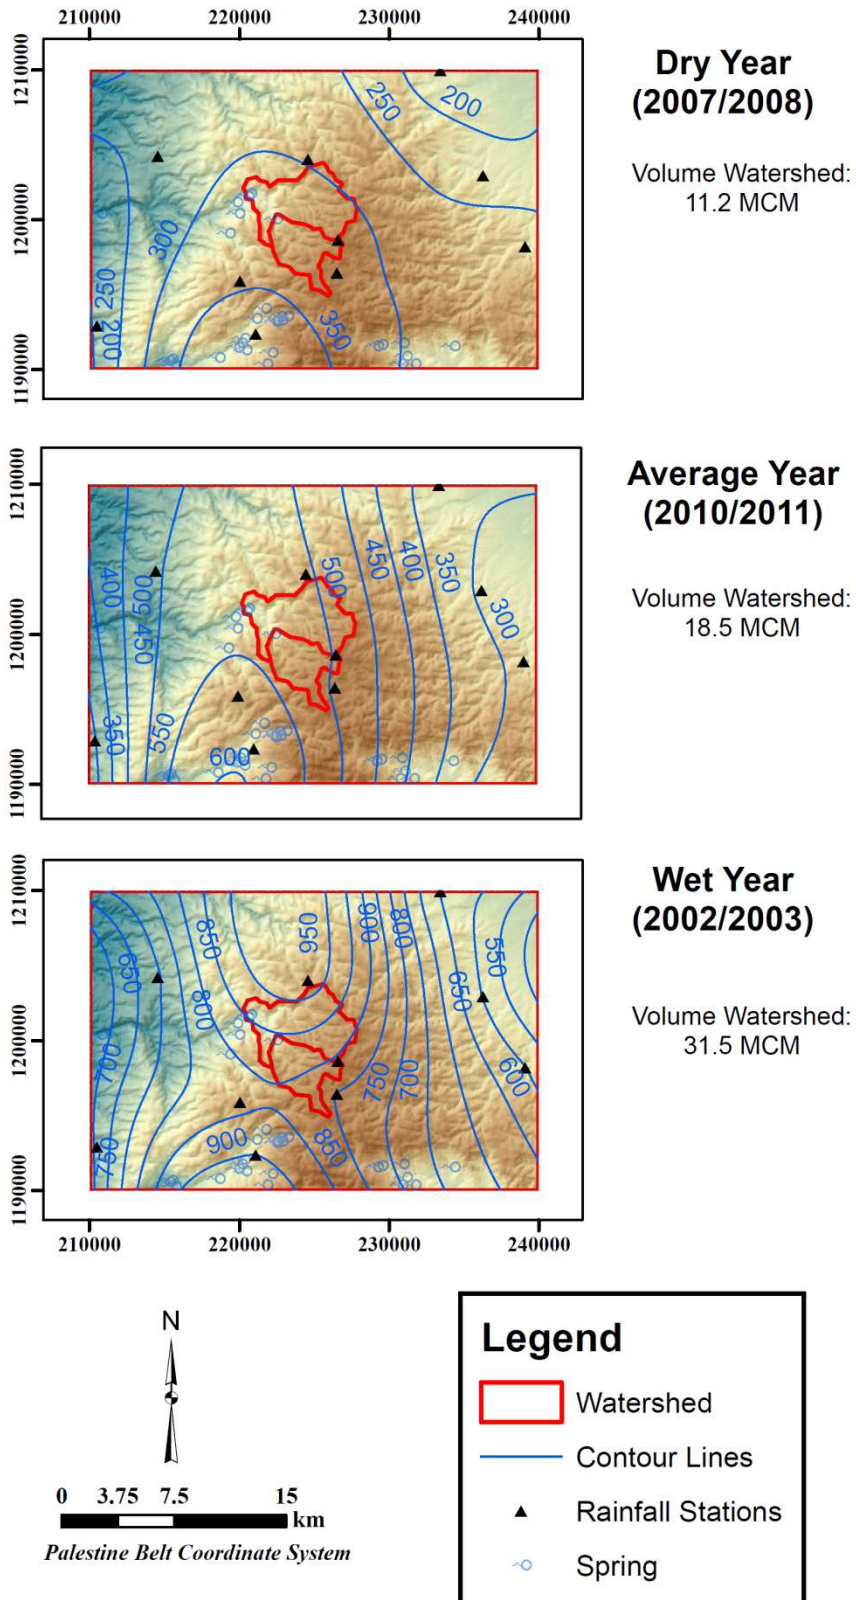 210000 220000 230000 240000
1210000
1200000
1190000
250
200
300
250
200
350
Dry Year
(2007/2008)
Volume Watershed:
11.2 MCM
1210000
1200000
1190000
400
500
450
350
550
600
500
450
400
350
300
Average Year
(2010/2011)
Volume Watershed:
18.5 MCM
1210000
1200000
1190000
650
700
750
850
800
950
900
800
550
650
600
750
700
900
850
Wet Year
(2002/2003)
Volume Watershed:
31.5 MCM
210000 220000 230000 240000
N
0 3.75 7.5 15
km
Palestine Belt Coordinate System
Legend
Watershed
Contour Lines
Rainfall Stations
Spring